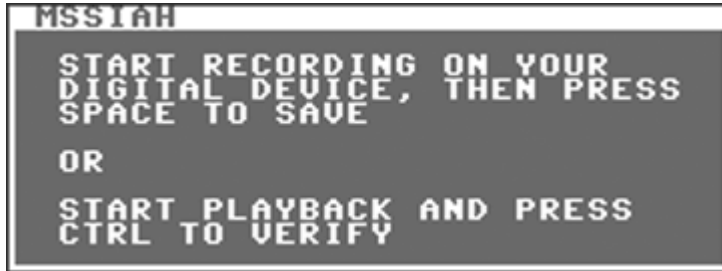 MSSIAH
START RECORDING ON YOUR
DIGITAL DEVICE, THEN PRESS
SPACE TO SAVE
OR
START PLAYBACK AND PRESS
CTRL TO VERIFY